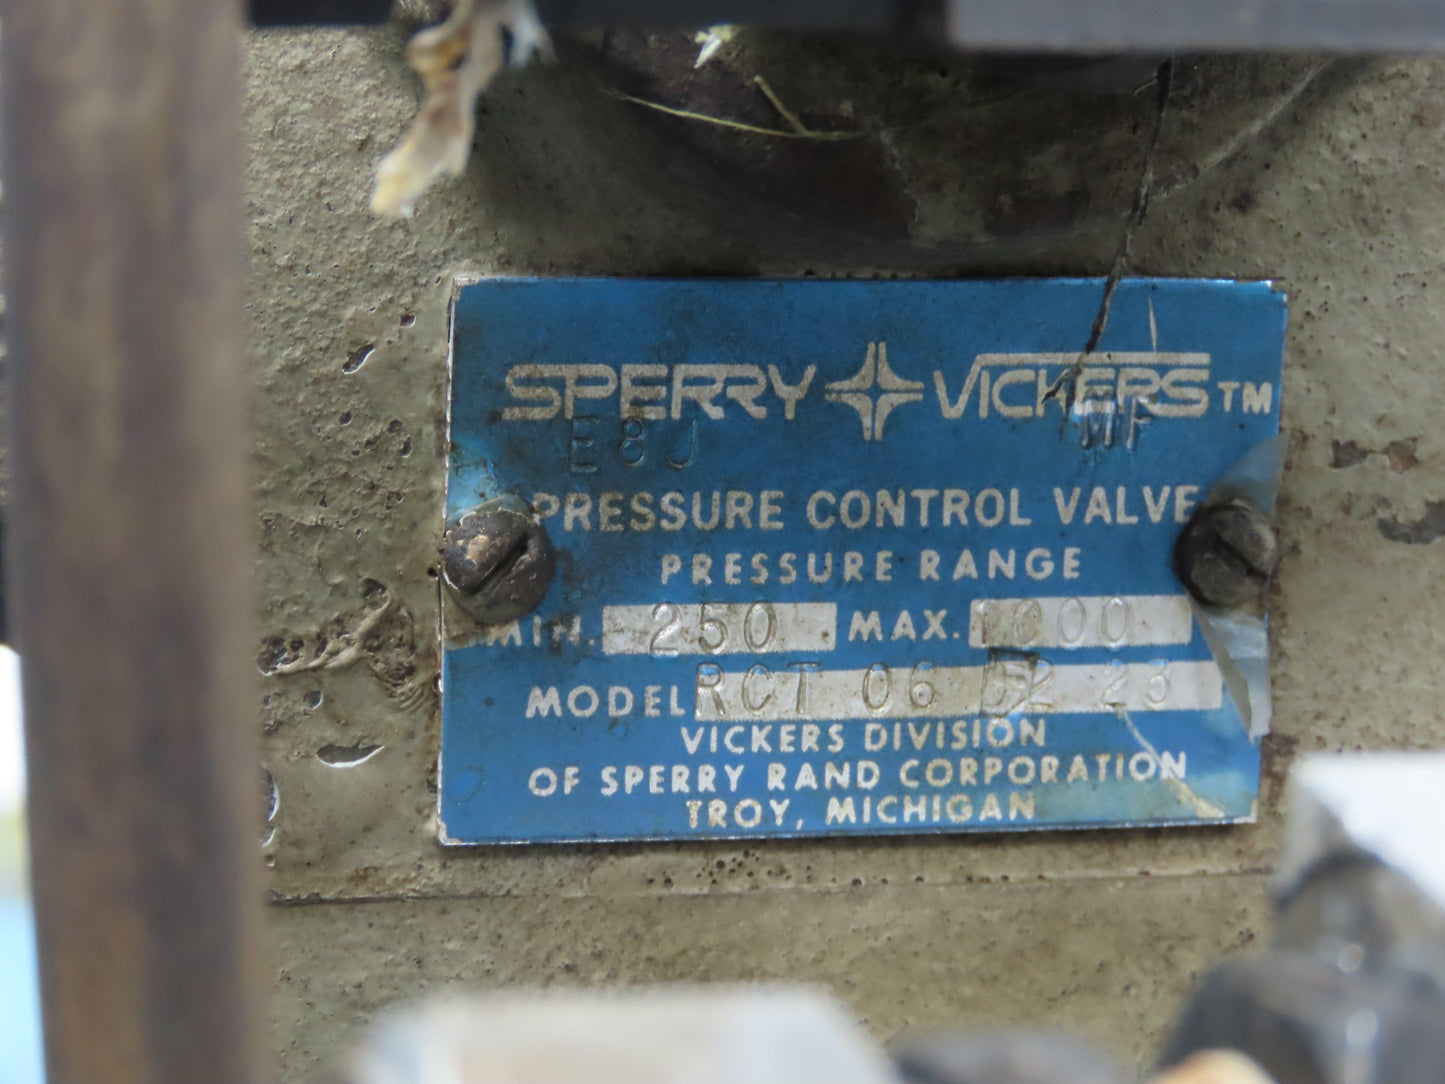 SPERRY VICKERS TM
E8J MF
PRESSURE CONTROL VALVE
PRESSURE RANGE
MIN. 250 MAX. 1000
MODEL RCT 06 23
VICKERS DIVISION
OF SPERRY RAND CORPORATION
TROY, MICHIGAN